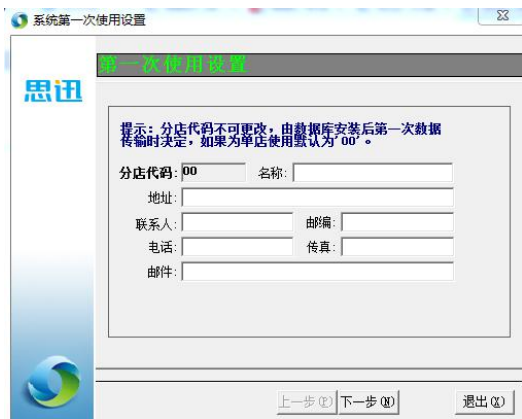 系统第一次使用设置
第一次使用设置
思迅
提示：分店代码不可更改，由数据库安装后第一次数据
传输时决定，如果为单店使用默认为'00'。
分店代码: 00 名称:
地址:
联系人: 邮编:
电话: 传真:
邮件:
上一步(P) 下一步(N) 退出(X)